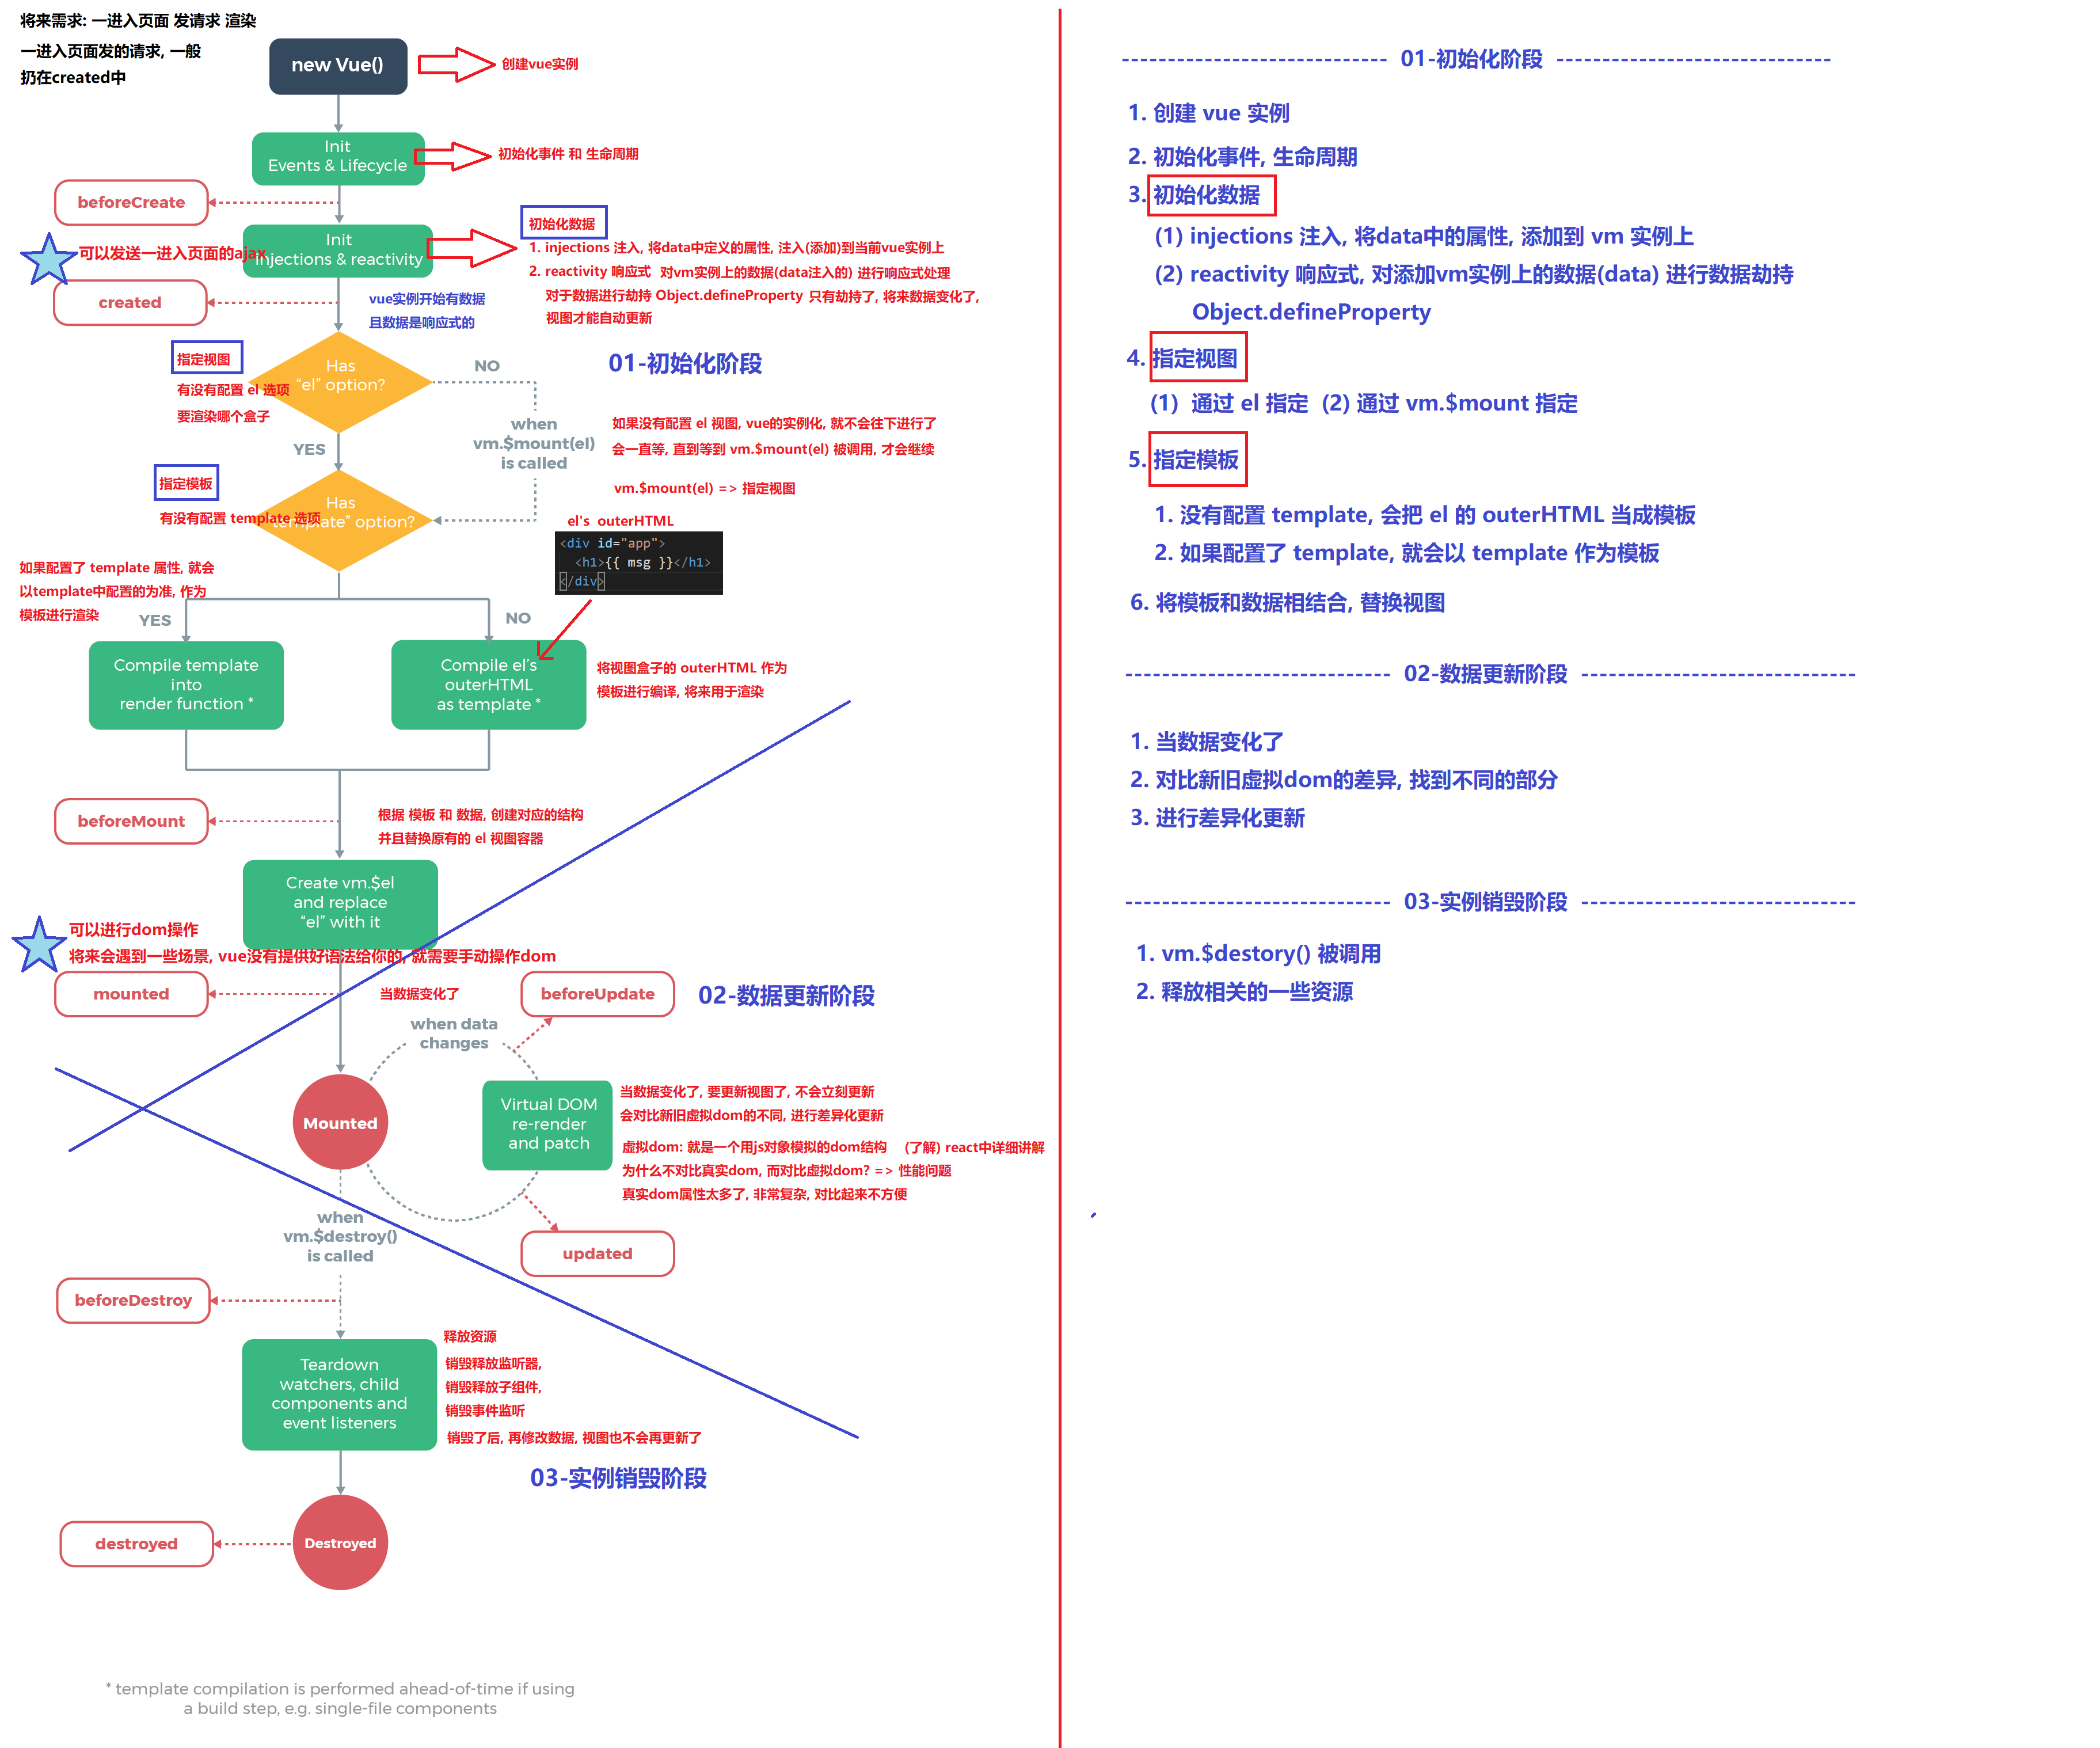 将来需求: 一进入页面 发请求 渲染
一进入页面发的请求, 一般
扔在created中
new Vue()
创建vue实例
Init
Events & Lifecycle
初始化事件 和 生命周期
beforeCreate
可以发送一进入页面的ajax
Init
injections & reactivity
初始化数据
1. injections 注入, 将data中定义的属性, 注入(添加)到当前vue实例上
2. reactivity 响应式 对vm实例上的数据(data注入的) 进行响应式处理
对于数据进行劫持 Object.defineProperty 只有劫持了, 将来数据变化了,
视图才能自动更新
created
vue实例开始有数据
且数据是响应式的
01-初始化阶段
指定视图
有没有配置 el 选项
要渲染哪个盒子
Has
“el” option?
NO
YES
when
vm.$mount(el)
is called
如果没有配置 el 视图, vue的实例化, 就不会往下进行了
会一直等, 直到等到 vm.$mount(el) 被调用, 才会继续
vm.$mount(el) => 指定视图
指定模板
有没有配置 template 选项
Has
“template” option?
el's outerHTML
<div id="app">
<h1>{{ msg }}</h1>
</div>
如果配置了 template 属性, 就会
以template中配置的为准, 作为
模板进行渲染
YES
NO
Compile template
into
render function *
Compile el’s
outerHTML
as template *
将视图盒子的 outerHTML 作为
模板进行编译, 将来用于渲染
beforeMount
根据 模板 和 数据, 创建对应的结构
并且替换原有的 el 视图容器
Create vm.$el
and replace
“el” with it
可以进行dom操作
将来会遇到一些场景, vue没有提供好语法给你的, 就需要手动操作dom
mounted
当数据变化了
beforeUpdate
02-数据更新阶段
when data
changes
Mounted
Virtual DOM
re-render
and patch
当数据变化了, 要更新视图了, 不会立刻更新
会对比新旧虚拟dom的不同, 进行差异化更新
虚拟dom: 就是一个用js对象模拟的dom结构 (了解) react中详细讲解
为什么不对比真实dom, 而对比虚拟dom? => 性能问题
真实dom属性太多了, 非常复杂, 对比起来不方便
updated
when
vm.$destroy()
is called
beforeDestroy
Teardown
watchers, child
components and
event listeners
释放资源
销毁释放监听器,
销毁释放子组件,
销毁事件监听
销毁了后, 再修改数据, 视图也不会再更新了
03-实例销毁阶段
destroyed
Destroyed
* template compilation is performed ahead-of-time if using
a build step, e.g. single-file components
---------------------------- 01-初始化阶段 -----------------------------
1. 创建 vue 实例
2. 初始化事件, 生命周期
3. 初始化数据
(1) injections 注入, 将data中的属性, 添加到 vm 实例上
(2) reactivity 响应式, 对添加vm实例上的数据(data) 进行数据劫持
Object.defineProperty
4. 指定视图
(1) 通过 el 指定 (2) 通过 vm.$mount 指定
5. 指定模板
1. 没有配置 template, 会把 el 的 outerHTML 当成模板
2. 如果配置了 template, 就会以 template 作为模板
6. 将模板和数据相结合, 替换视图
---------------------------- 02-数据更新阶段 -----------------------------
1. 当数据变化了
2. 对比新旧虚拟dom的差异, 找到不同的部分
3. 进行差异化更新
---------------------------- 03-实例销毁阶段 -----------------------------
1. vm.$destory() 被调用
2. 释放相关的一些资源